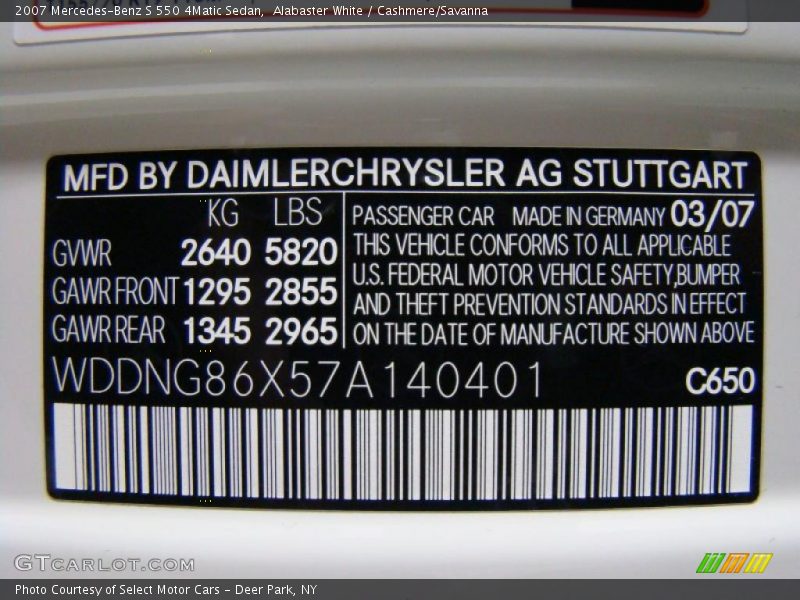 2007 Mercedes-Benz S 550 4Matic Sedan, Alabaster White / Cashmere/Savanna
MFD BY DAIMLERCHRYSLER AG STUTTGART
KG LBS
GVWR 2640 5820
GAWR FRONT 1295 2855
GAWR REAR 1345 2965
PASSENGER CAR MADE IN GERMANY 03/07
THIS VEHICLE CONFORMS TO ALL APPLICABLE
U.S. FEDERAL MOTOR VEHICLE SAFETY,BUMPER
AND THEFT PREVENTION STANDARDS IN EFFECT
ON THE DATE OF MANUFACTURE SHOWN ABOVE
WDDNG86X57A140401 C650
GTCARLOT.COM
Photo Courtesy of Select Motor Cars - Deer Park, NY